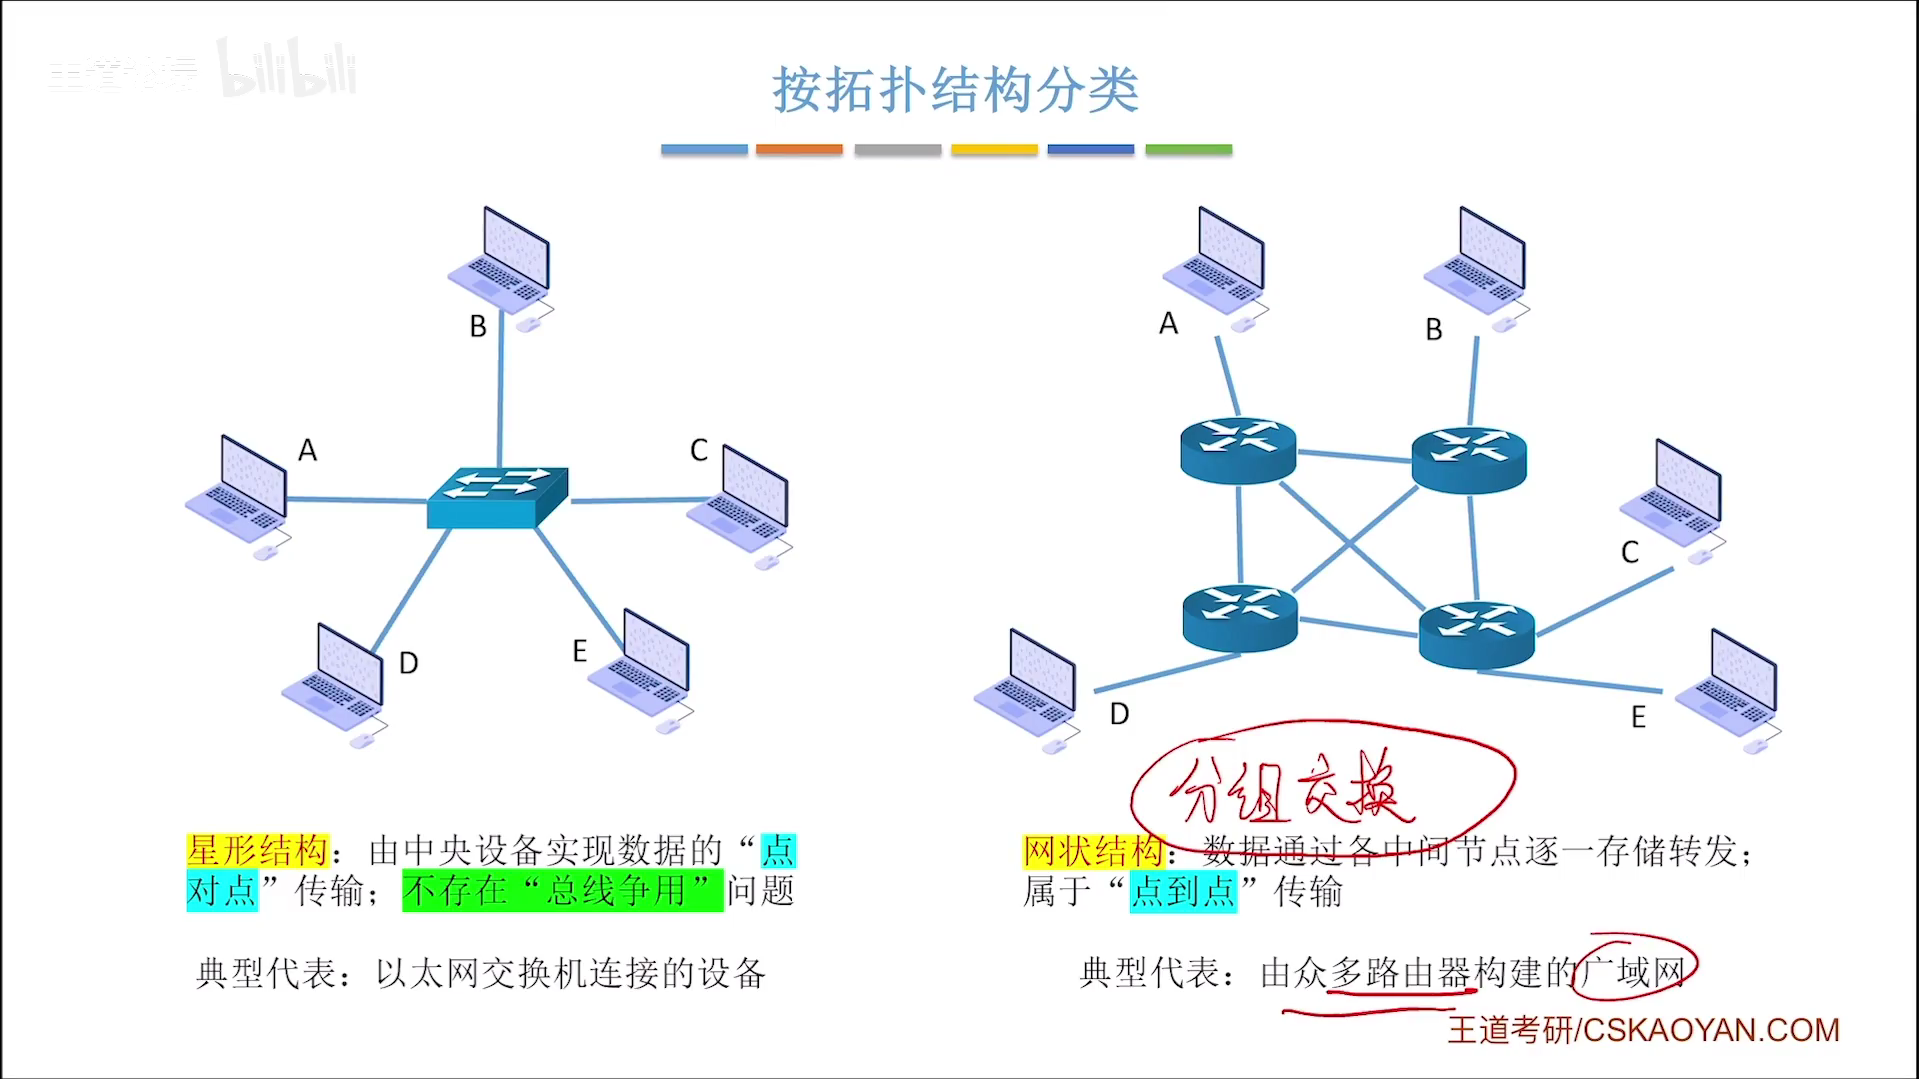 王道论坛 bilibili
按拓扑结构分类
B
A
C
D
E
A
B
C
D
E
分组交换
星形结构：由中央设备实现数据的“点
对点”传输；不存在“总线争用”问题
典型代表：以太网交换机连接的设备
网状结构：数据通过各中间节点逐一存储转发；
属于“点到点”传输
典型代表：由众多路由器构建的广域网
王道考研/CSKAOYAN.COM